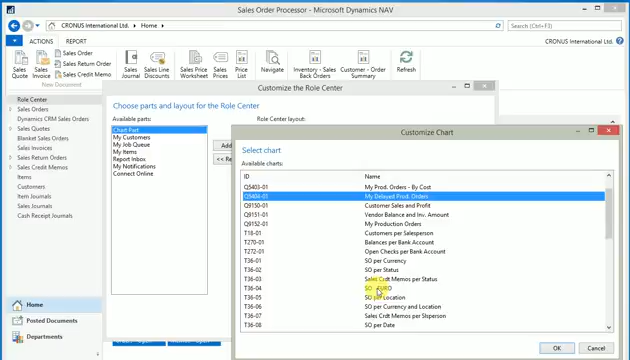 Sales Order Processor - Microsoft Dynamics NAV
CRONUS International Ltd. Home
Search (Ctrl+F3)
ACTIONS REPORT
CRONUS International Ltd.
Sales Quote
Sales Invoice
Sales Order
Sales Return Order
Sales Credit Memo
Sales Journal
Sales Line Discounts
Sales Price Worksheet
Sales Prices
Price List
Navigate
Inventory - Sales Back Orders
Customer - Order Summary
Refresh
New Document
Role Center
Sales Orders
Dynamics CRM Sales Orders
Sales Quotes
Blanket Sales Orders
Sales Invoices
Sales Return Orders
Sales Credit Memos
Items
Customers
Item Journals
Sales Journals
Cash Receipt Journals
Home
Posted Documents
Departments
Customize the Role Center
Choose parts and layout for the Role Center
Available parts:
Role Center layout:
Chart Part
My Customers
My Job Queue
My Items
Report Inbox
My Notifications
Connect Online
Add
<< Re
Customize Chart
Select chart
Available charts:
ID Name
Q5403-01 My Prod. Orders - By Cost
Q5404-01 My Delayed Prod. Orders
Q9150-01 Customer Sales and Profit
Q9151-01 Vendor Balance and Inv. Amount
Q9152-01 My Production Orders
T18-01 Customers per Salesperson
T270-01 Balances per Bank Account
T272-01 Open Checks per Bank Account
T36-01 SO per Currency
T36-02 SO per Status
T36-03 Sales Crdt Memos per Status
T36-04 SO
T36-05 SO per Location
T36-06 SO per Currency and Location
T36-07 Sales Crdt Memos per Slsperson
T36-08 SO per Date
OK Cancel